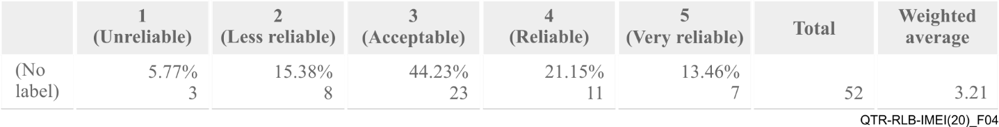 1 2 3 4 5 Total Weighted
(Unreliable) (Less reliable) (Acceptable) (Reliable) (Very reliable) average
(No 5.77% 15.38% 44.23% 21.15% 13.46%
label) 3 8 23 11 7 52 3.21
QTR-RLB-IMEI(20)_F04